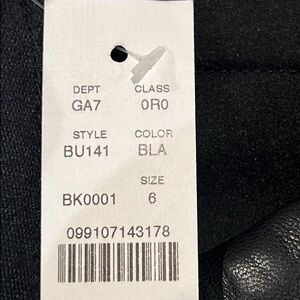 DEPT CLASS
GA7 0R0
STYLE COLOR
BU141 BLA
SIZE
BK0001 6
099107143178